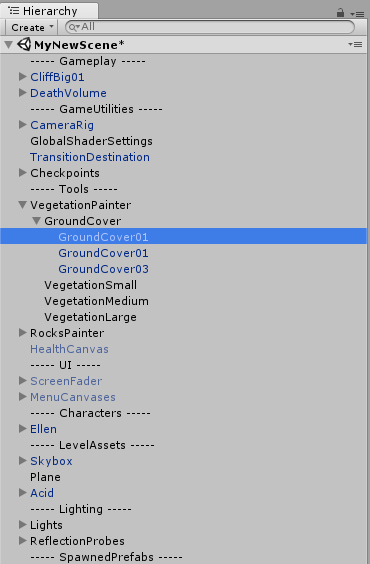 Hierarchy
Create All
MyNewScene*
----- Gameplay -----
CliffBig01
DeathVolume
----- GameUtilities -----
CameraRig
GlobalShaderSettings
TransitionDestination
Checkpoints
----- Tools -----
VegetationPainter
GroundCover
GroundCover01
GroundCover01
GroundCover03
VegetationSmall
VegetationMedium
VegetationLarge
RocksPainter
HealthCanvas
----- UI -----
ScreenFader
MenuCanvases
----- Characters -----
Ellen
----- LevelAssets -----
Skybox
Plane
Acid
----- Lighting -----
Lights
ReflectionProbes
----- SpawnedPrefabs -----